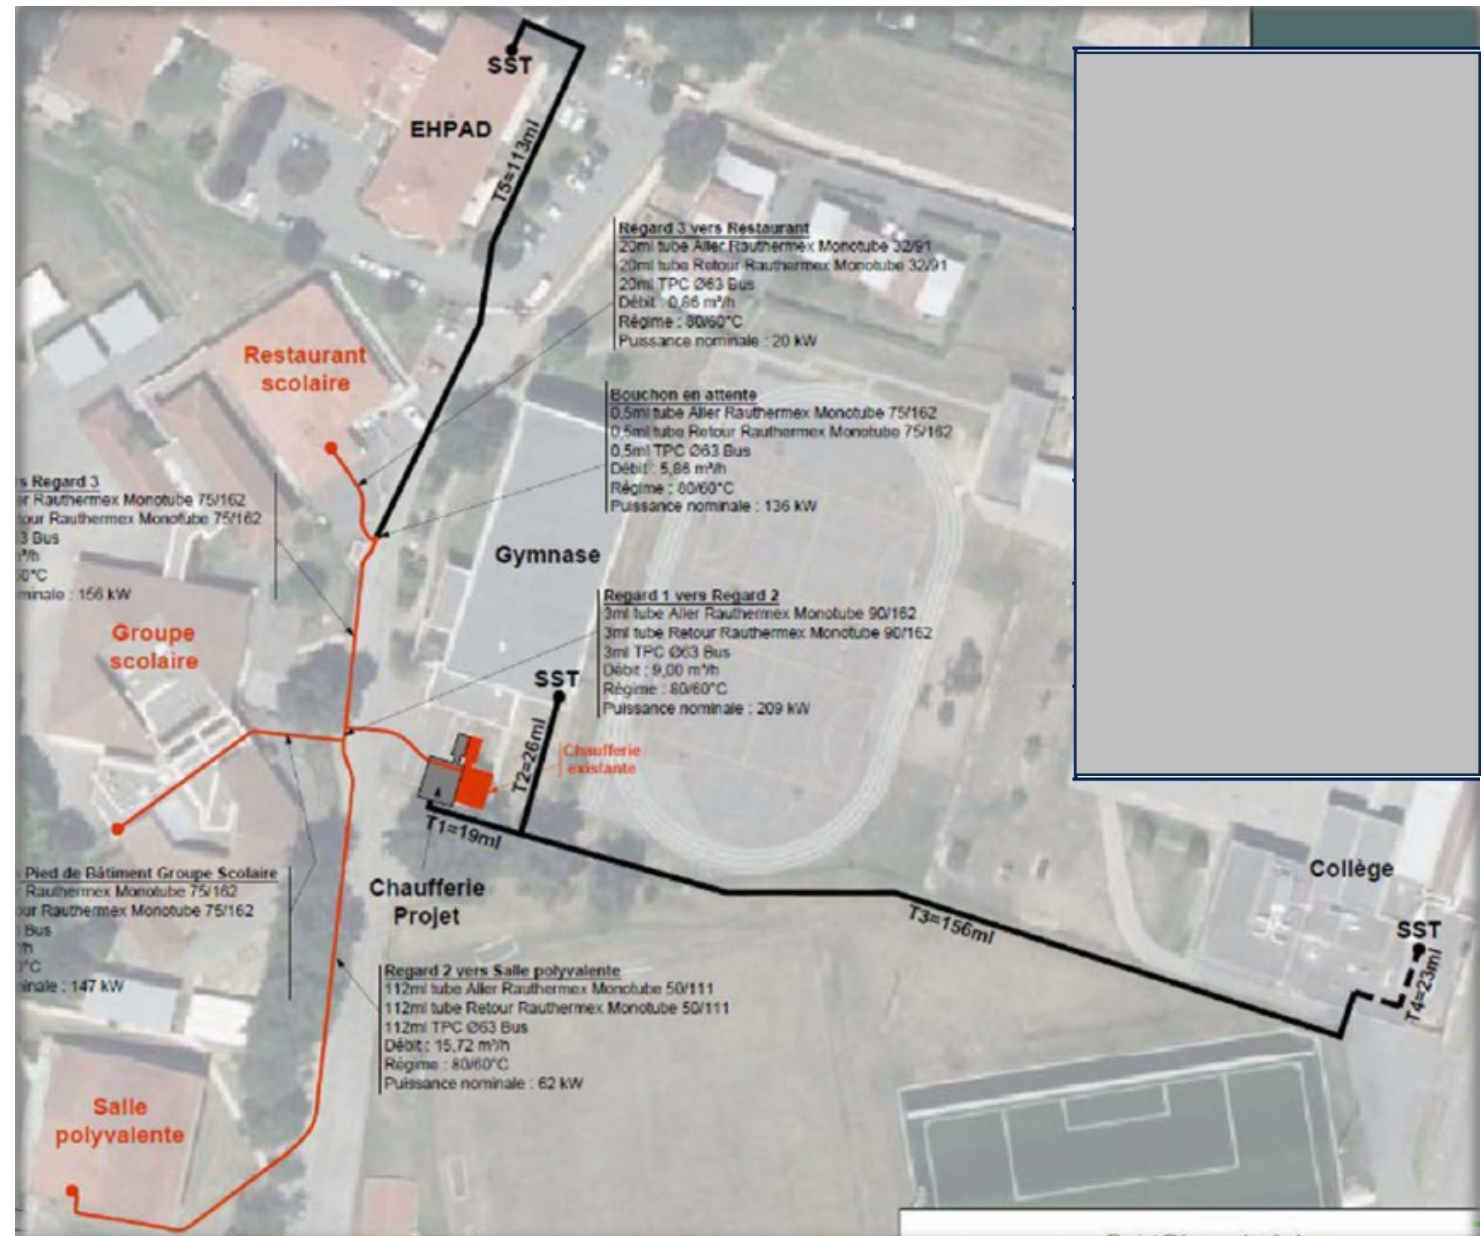 SST
EHPAD
T5=113ml
Regard 3 vers Restaurant
20ml tube Aller Rauthermex Monotube 32/91
20ml tube Retour Rauthermex Monotube 32/91
20ml TPC Ø63 Bus
Débit : 0,86 m³/h
Régime : 80/60°C
Puissance nominale : 20 kW
Restaurant
scolaire
Bouchon en attente
0,5ml tube Aller Rauthermex Monotube 75/162
0,5ml tube Retour Rauthermex Monotube 75/162
0,5ml TPC Ø63 Bus
Débit : 5,86 m³/h
Régime : 80/60°C
Puissance nominale : 136 kW
s Regard 3
er Rauthermex Monotube 75/162
tour Rauthermex Monotube 75/162
3 Bus
³/h
0°C
minale : 156 kW
Gymnase
Regard 1 vers Regard 2
3ml tube Aller Rauthermex Monotube 90/162
3ml tube Retour Rauthermex Monotube 90/162
3ml TPC Ø63 Bus
Débit : 9,00 m³/h
Régime : 80/60°C
Puissance nominale : 209 kW
Groupe
scolaire
SST
T2=26ml
Chaufferie
existante
T1=19ml
Pied de Bâtiment Groupe Scolaire
Rauthermex Monotube 75/162
our Rauthermex Monotube 75/162
Bus
/h
°C
inale : 147 kW
Chaufferie
Projet
Collège
T3=156ml
SST
T4=23ml
Regard 2 vers Salle polyvalente
112ml tube Aller Rauthermex Monotube 50/111
112ml tube Retour Rauthermex Monotube 50/111
112ml TPC Ø63 Bus
Débit : 15,72 m³/h
Régime : 80/60°C
Puissance nominale : 62 kW
Salle
polyvalente